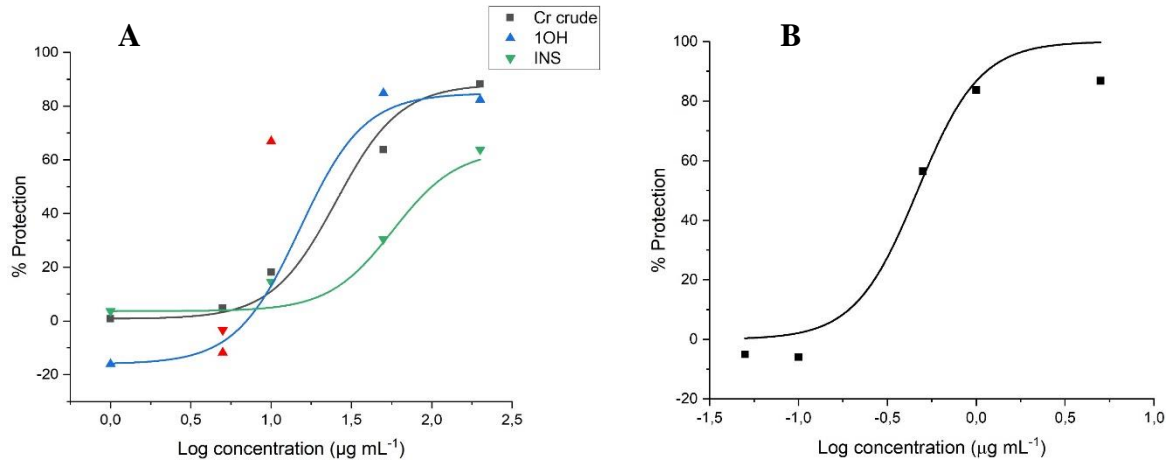 A
Cr crude
1OH
INS
100
80
60
40
20
0
-20
% Protection
0,0 0,5 1,0 1,5 2,0 2,5
Log concentration (µg mL-1)
B
100
80
60
40
20
0
-20
% Protection
-1,5 -1,0 -0,5 0,0 0,5 1,0
Log concentration (µg mL-1)